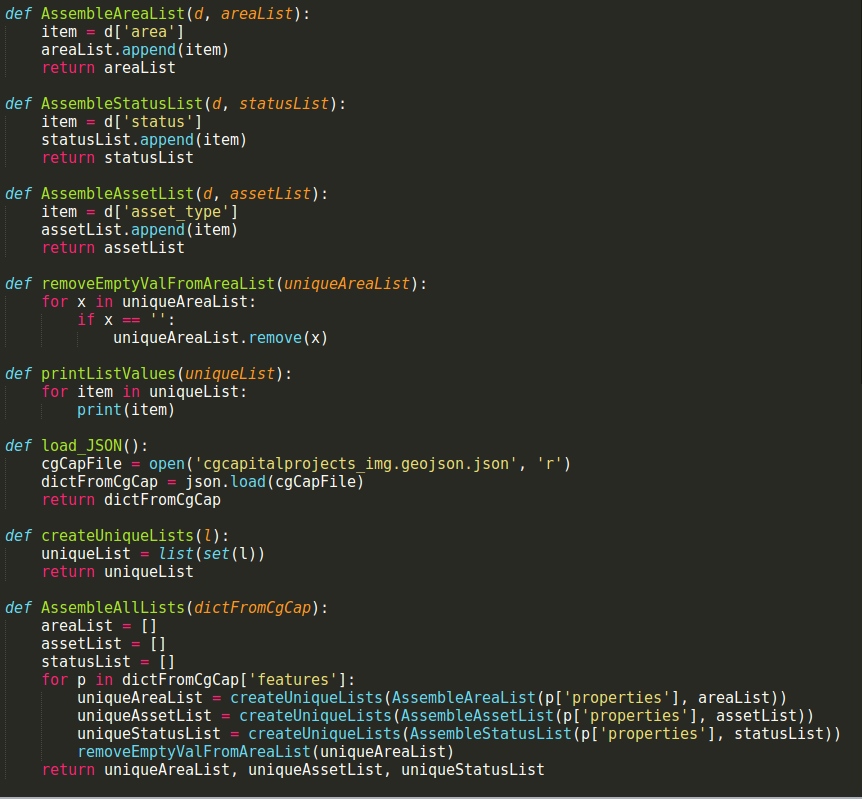 def AssembleAreaList(d, areaList):
    item = d['area']
    areaList.append(item)
    return areaList

def AssembleStatusList(d, statusList):
    item = d['status']
    statusList.append(item)
    return statusList

def AssembleAssetList(d, assetList):
    item = d['asset_type']
    assetList.append(item)
    return assetList

def removeEmptyValFromAreaList(uniqueAreaList):
    for x in uniqueAreaList:
        if x == '':
            uniqueAreaList.remove(x)

def printListValues(uniqueList):
    for item in uniqueList:
        print(item)

def load_JSON():
    cgCapFile = open('cgcapitalprojects_img.geojson.json', 'r')
    dictFromCgCap = json.load(cgCapFile)
    return dictFromCgCap

def createUniqueLists(l):
    uniqueList = list(set(l))
    return uniqueList

def AssembleAllLists(dictFromCgCap):
    areaList = []
    assetList = []
    statusList = []
    for p in dictFromCgCap['features']:
        uniqueAreaList = createUniqueLists(AssembleAreaList(p['properties'], areaList))
        uniqueAssetList = createUniqueLists(AssembleAssetList(p['properties'], assetList))
        uniqueStatusList = createUniqueLists(AssembleStatusList(p['properties'], statusList))
        removeEmptyValFromAreaList(uniqueAreaList)
    return uniqueAreaList, uniqueAssetList, uniqueStatusList